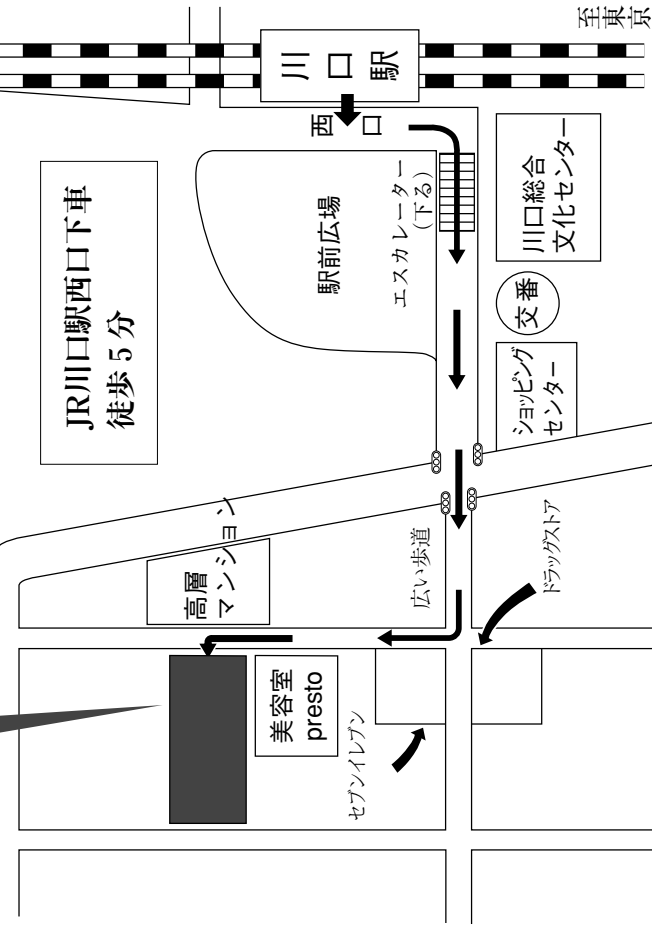 至東京
川口駅
西口
川口総合
文化センター
エスカレーター
(下る)
駅前広場
JR川口駅西口下車
徒歩5分
交番
ショッピング
センター
広い歩道
ドラッグストア
高層
マンション
美容室
presto
セブンイレブン